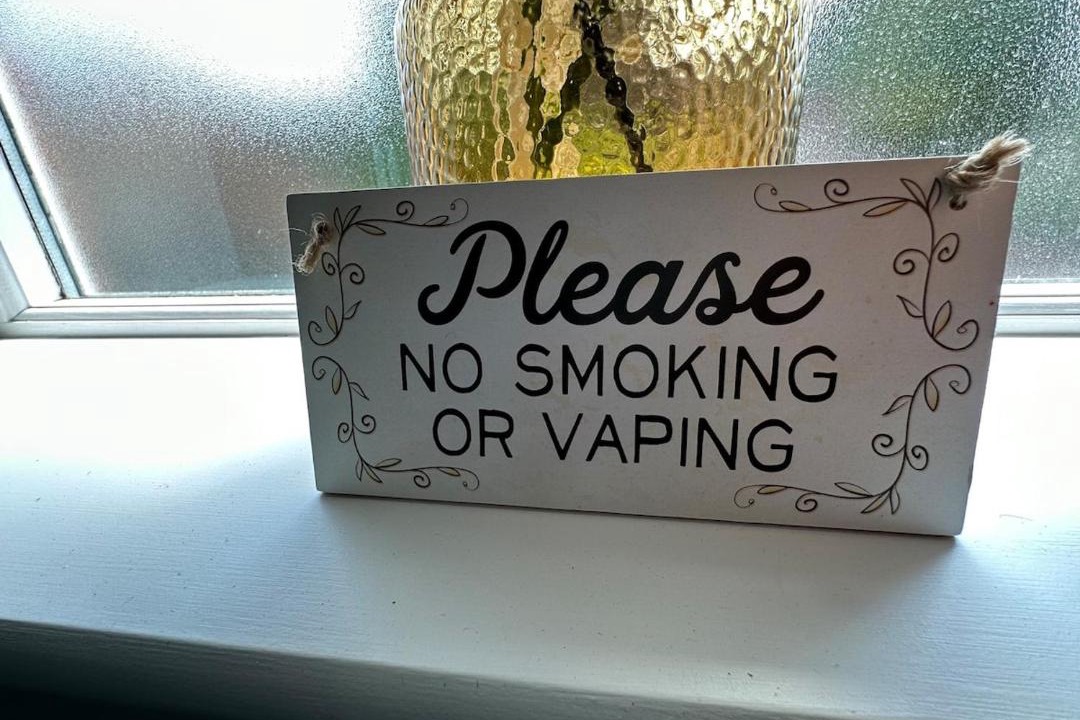 Please
NO SMOKING
OR VAPING